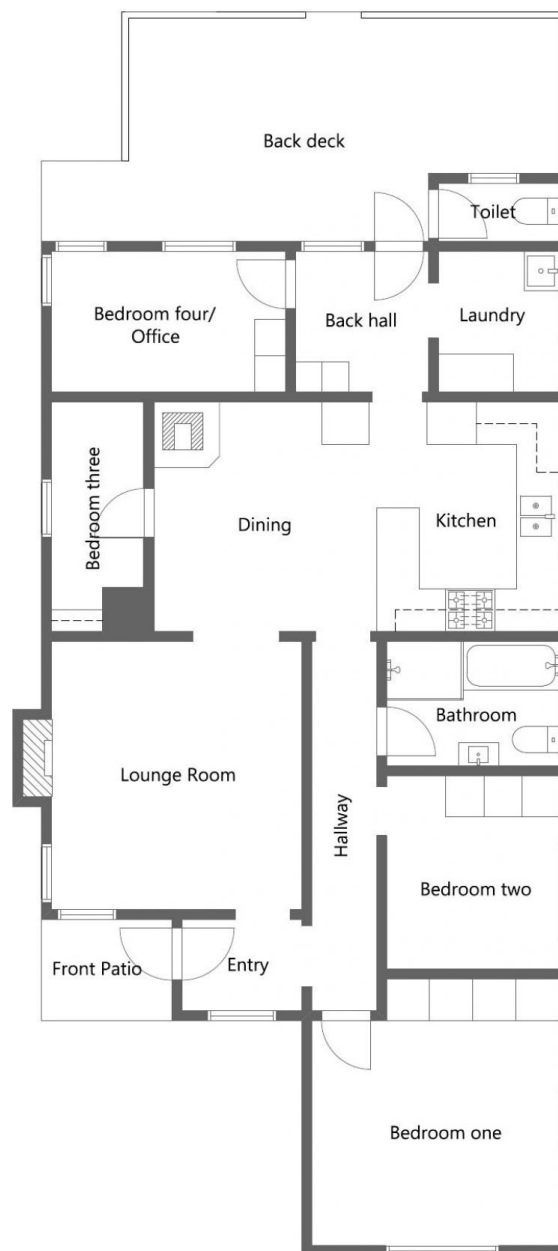 Back deck
Toilet
Bedroom four/
Office
Back hall
Laundry
Bedroom three
Dining
Kitchen
Lounge Room
Hallway
Bathroom
Bedroom two
Front Patio
Entry
Bedroom one